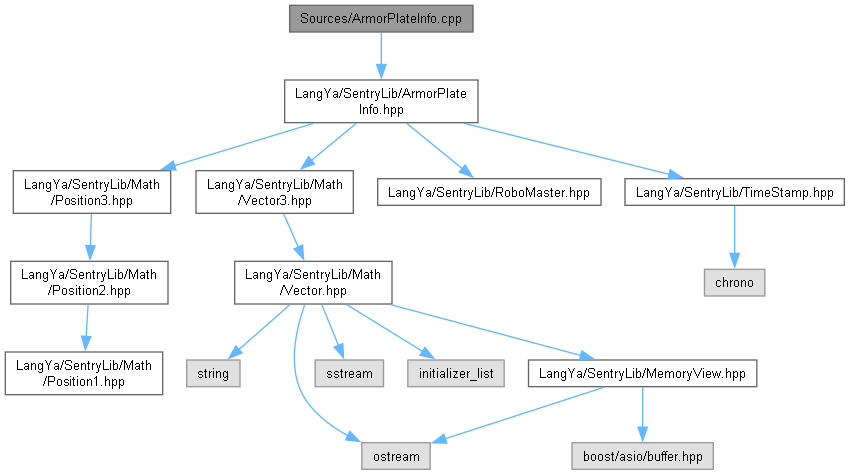 Sources/ArmorPlateInfo.cpp
LangYa/SentryLib/ArmorPlate
Info.hpp
LangYa/SentryLib/Math
/Position3.hpp
LangYa/SentryLib/Math
/Vector3.hpp
LangYa/SentryLib/RoboMaster.hpp
LangYa/SentryLib/TimeStamp.hpp
LangYa/SentryLib/Math
/Position2.hpp
LangYa/SentryLib/Math
/Vector.hpp
chrono
LangYa/SentryLib/Math
/Position1.hpp
string
sstream
initializer_list
LangYa/SentryLib/MemoryView.hpp
ostream
boost/asio/buffer.hpp